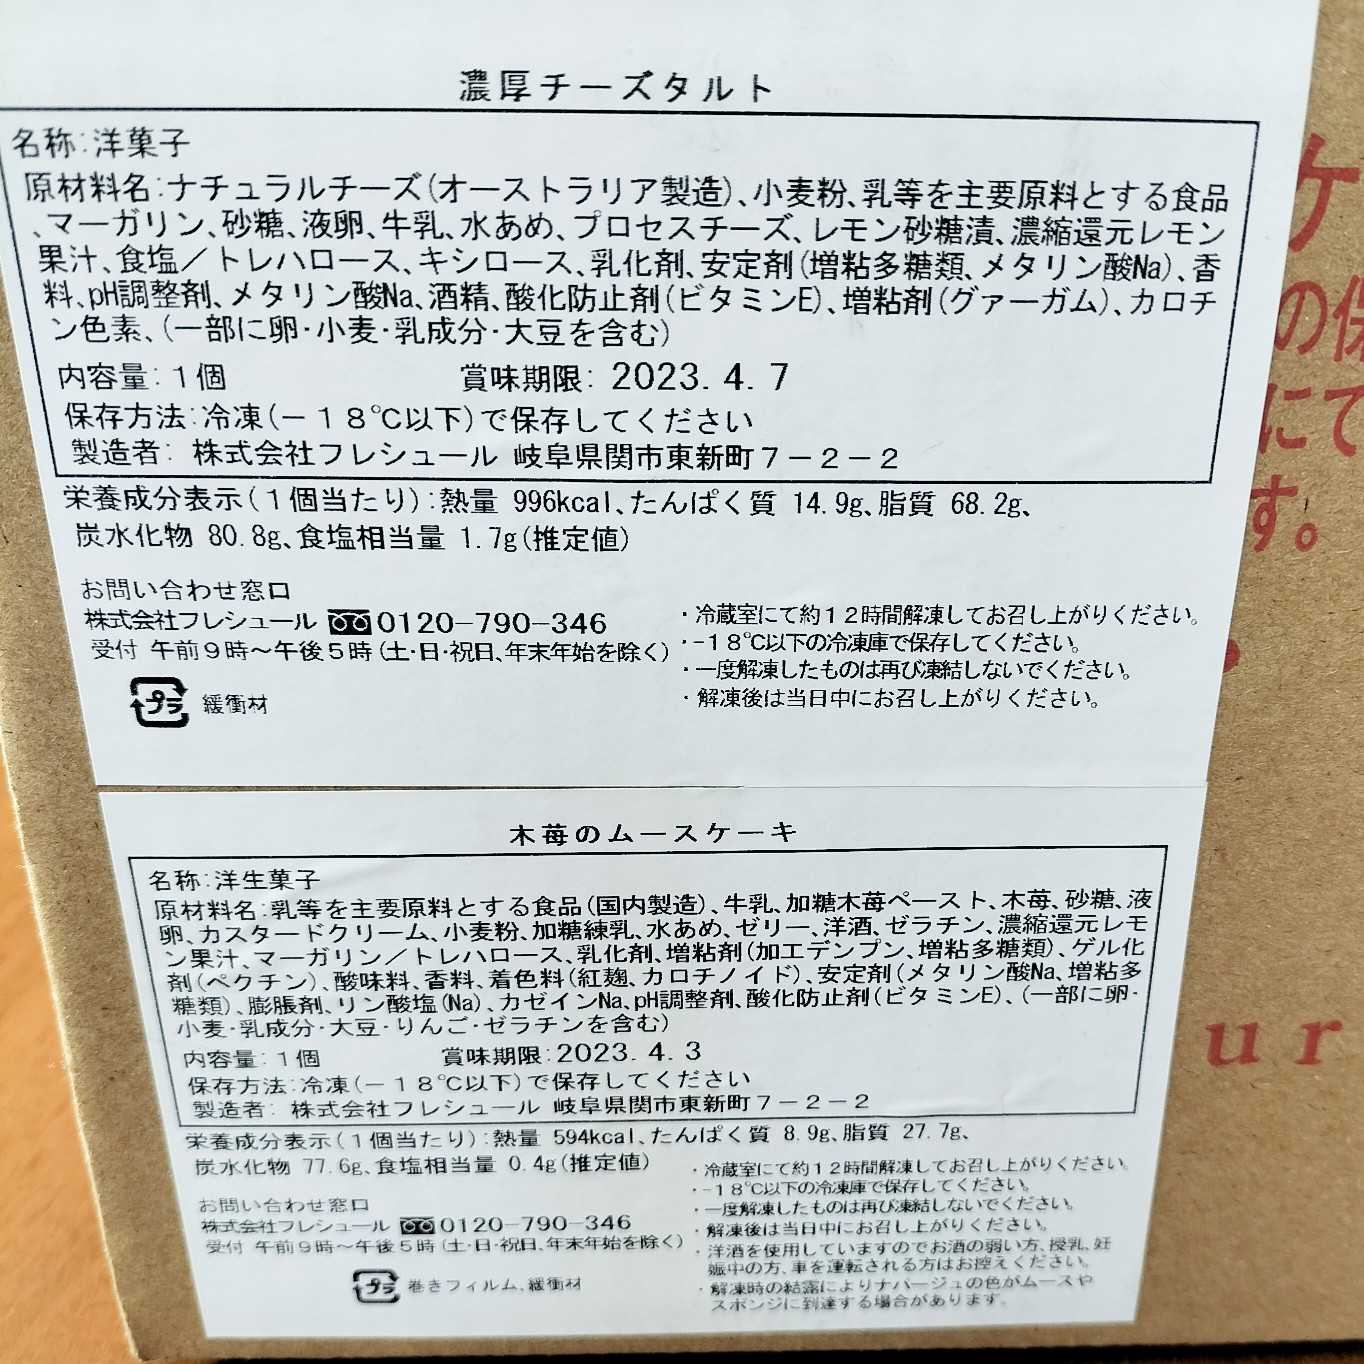 濃厚チーズタルト
名称:洋菓子
原材料名:ナチュラルチーズ(オーストラリア製造)、小麦粉、乳等を主要原料とする食品
、マーガリン、砂糖、液卵、牛乳、水あめ、プロセスチーズ、レモン砂糖漬、濃縮還元レモン
果汁、食塩/トレハロース、キシロース、乳化剤、安定剤(増粘多糖類、メタリン酸Na)、香
料、pH調整剤、メタリン酸Na、酒精、酸化防止剤(ビタミンE)、増粘剤(グァーガム)、カロチ
ン色素、(一部に卵・小麦・乳成分・大豆を含む)
内容量:1個 賞味期限: 2023. 4. 7
保存方法:冷凍(-18℃以下)で保存してください
製造者: 株式会社フレシュール 岐阜県関市東新町7-2-2
栄養成分表示(1個当たり):熱量 996kcal、たんぱく質 14.9g、脂質 68.2g、
炭水化物 80.8g、食塩相当量 1.7g(推定値)
お問い合わせ窓口
株式会社フレシュール 0120-790-346
受付 午前9時~午後5時(土・日・祝日、年末年始を除く)
プラ 緩衝材
・冷蔵室にて約12時間解凍してお召し上がりください。
・-18℃以下の冷凍庫で保存してください。
・一度解凍したものは再び凍結しないでください。
・解凍後は当日中にお召し上がりください。
木苺のムースケーキ
名称:洋生菓子
原材料名:乳等を主要原料とする食品(国内製造)、牛乳、加糖木苺ペースト、木苺、砂糖、液
卵、カスタードクリーム、小麦粉、加糖練乳、水あめ、ゼリー、洋酒、ゼラチン、濃縮還元レモ
ン果汁、マーガリン/トレハロース、乳化剤、増粘剤(加工デンプン、増粘多糖類)、ゲル化
剤(ペクチン)、酸味料、香料、着色料(紅麹、カロチノイド)、安定剤(メタリン酸Na、増粘多
糖類)、膨脹剤、リン酸塩(Na)、カゼインNa、pH調整剤、酸化防止剤(ビタミンE)、(一部に卵・
小麦・乳成分・大豆・りんご・ゼラチンを含む)
内容量:1個 賞味期限:2023. 4. 3
保存方法:冷凍(-18℃以下)で保存してください
製造者: 株式会社フレシュール 岐阜県関市東新町7-2-2
栄養成分表示(1個当たり):熱量 594kcal、たんぱく質 8.9g、脂質 27.7g、
炭水化物 77.6g、食塩相当量 0.4g(推定値)
お問い合わせ窓口
株式会社フレシュール 0120-790-346
受付 午前9時~午後5時(土・日・祝日、年末年始を除く)
プラ 巻きフィルム、緩衝材
・冷蔵室にて約12時間解凍してお召し上がりください。
・-18℃以下の冷凍庫で保存してください。
・一度解凍したものは再び凍結しないでください。
・解凍後は当日中にお召し上がりください。
・洋酒を使用していますのでお酒の弱い方、授乳、妊
娠中の方、車を運転される方はお控えください。
・解凍時の結露によりナパージュの色がムースや
スポンジに到達する場合があります。
ケ
の保
にて
す。
ur